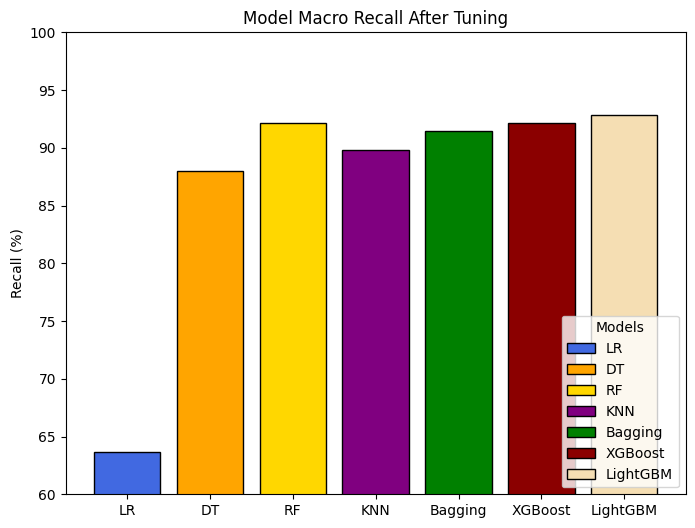 Model Macro Recall After Tuning
100
95
90
85
80
75
70
65
60
Recall (%)
Models
LR
DT
RF
KNN
Bagging
XGBoost
LightGBM
LR DT RF KNN Bagging XGBoost LightGBM